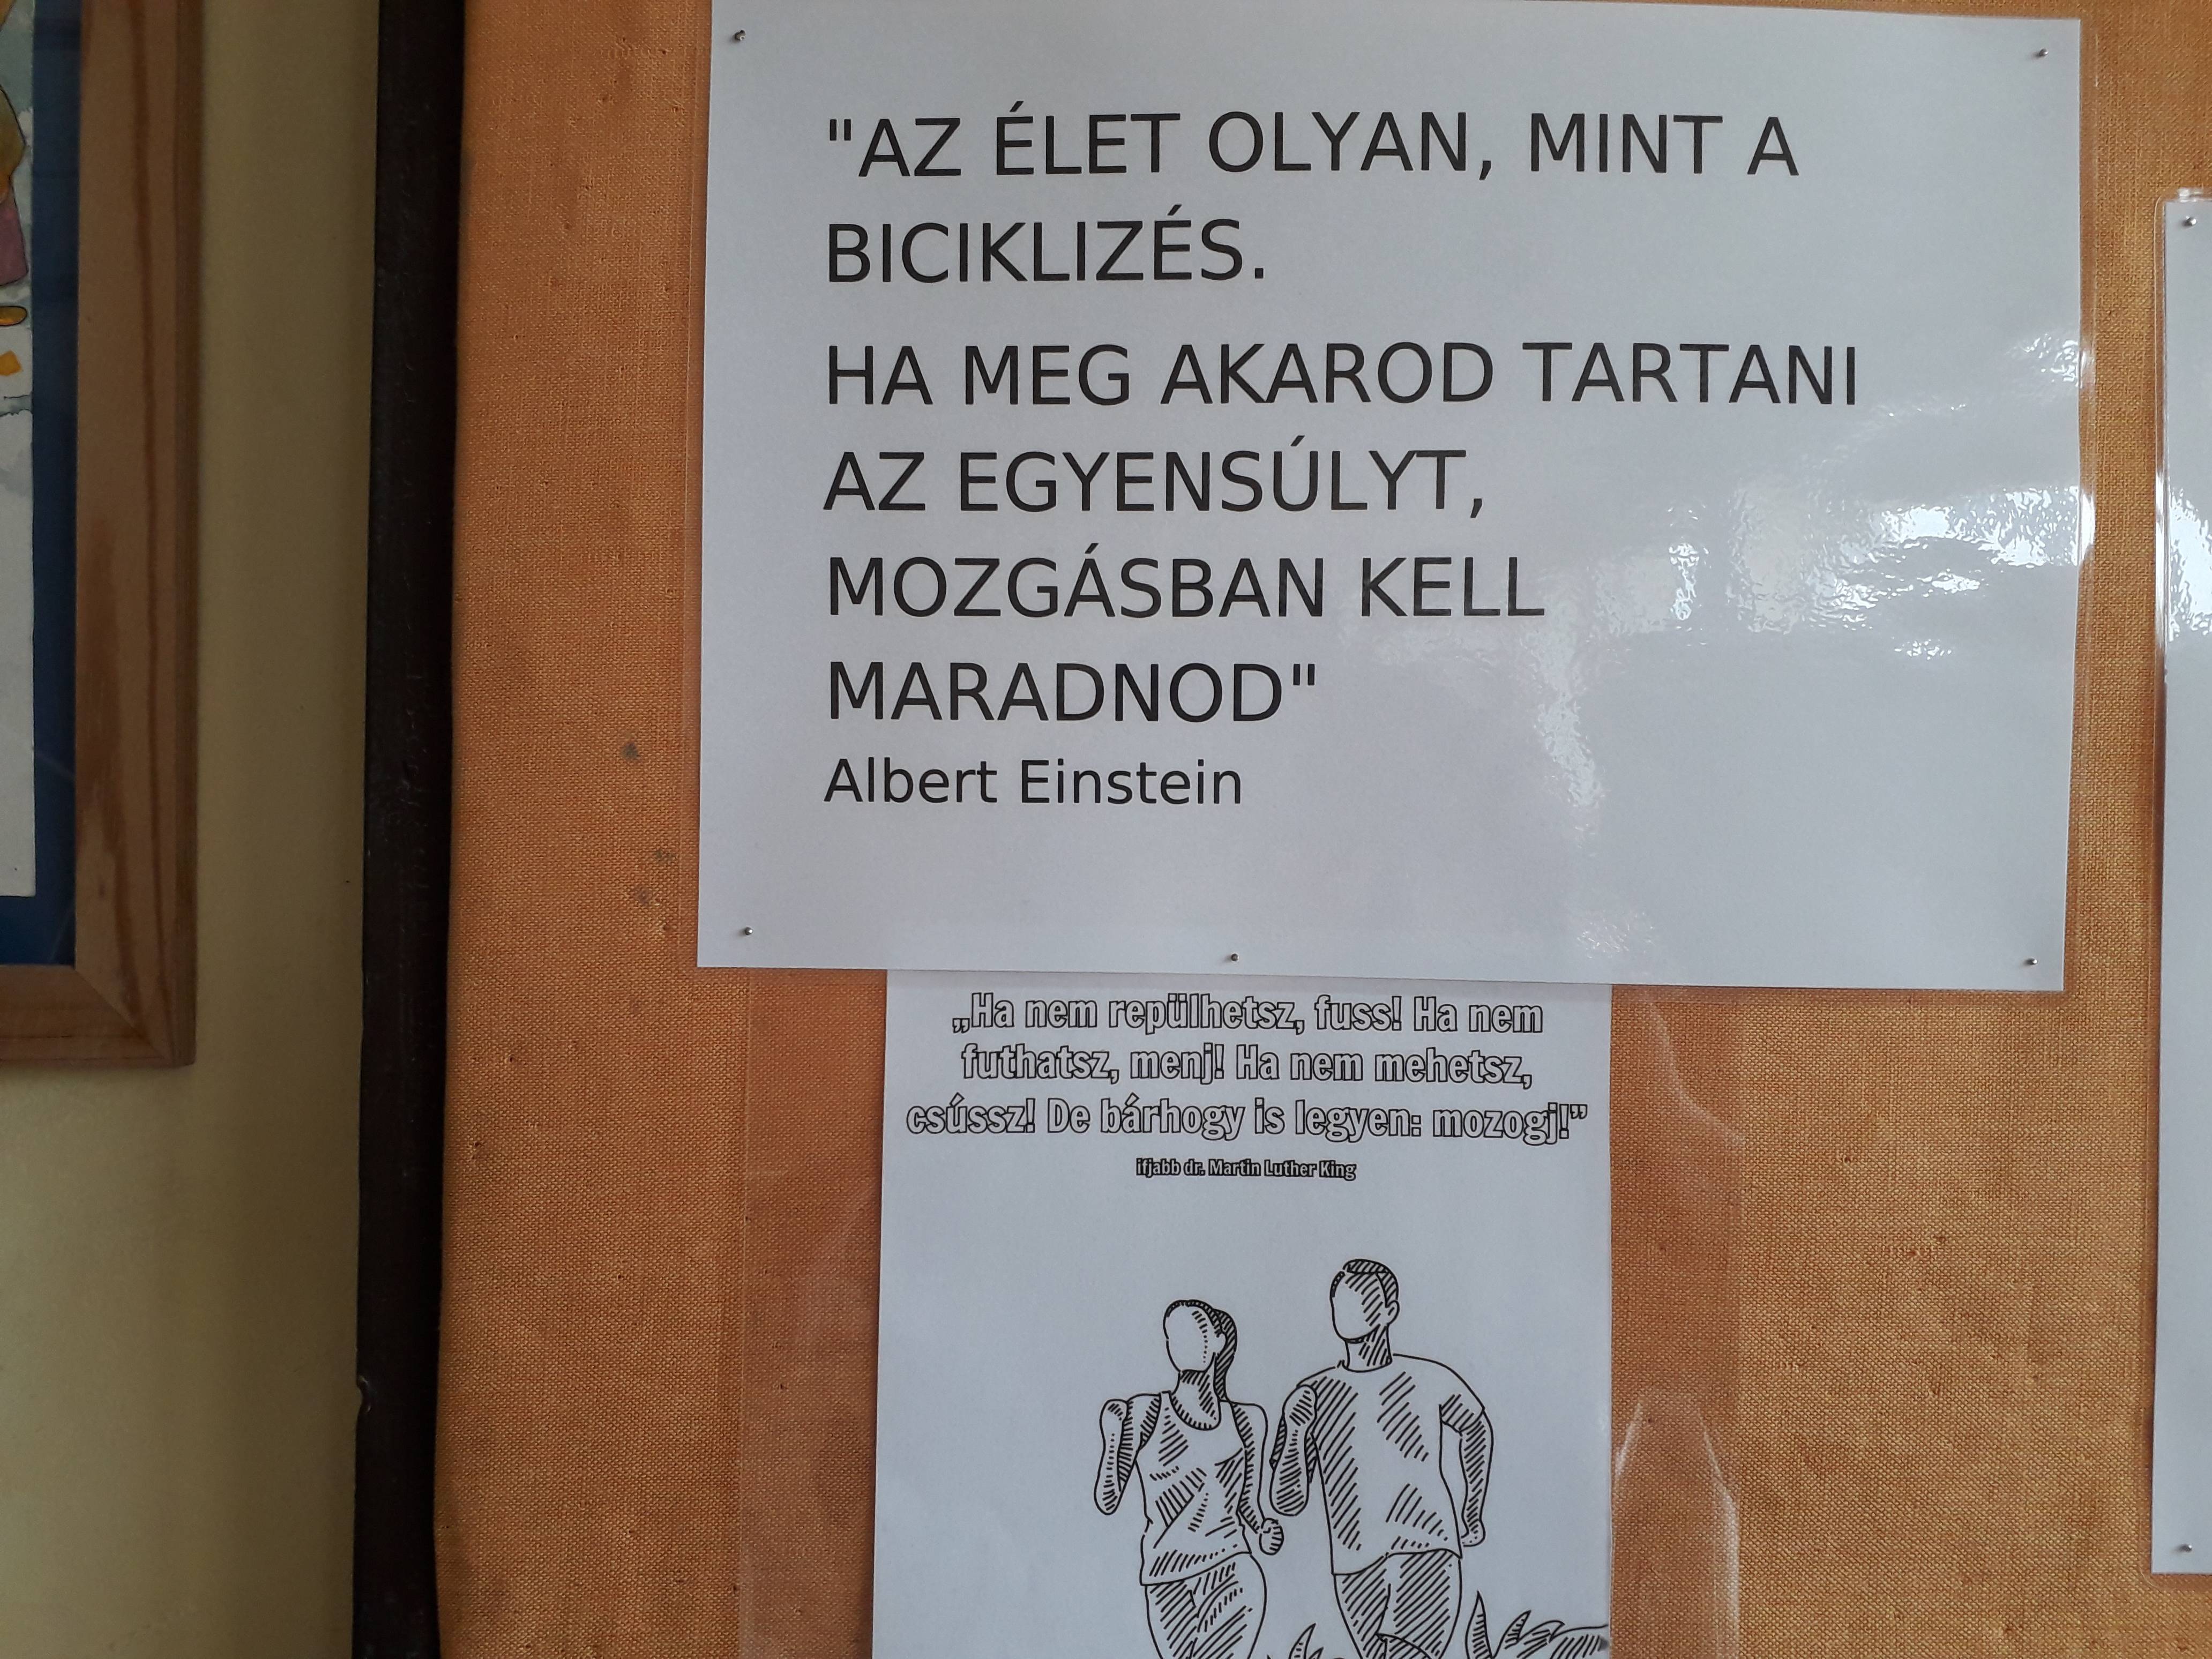 "AZ ÉLET OLYAN, MINT A
BICIKLIZÉS.
HA MEG AKAROD TARTANI
AZ EGYENSÚLYT,
MOZGÁSBAN KELL
MARADNOD"
Albert Einstein
„Ha nem repülhetsz, fuss! Ha nem
futhatsz, menj! Ha nem mehetsz,
csússz! De bárhogy is legyen: mozogj!”
ifjabb dr. Martin Luther King